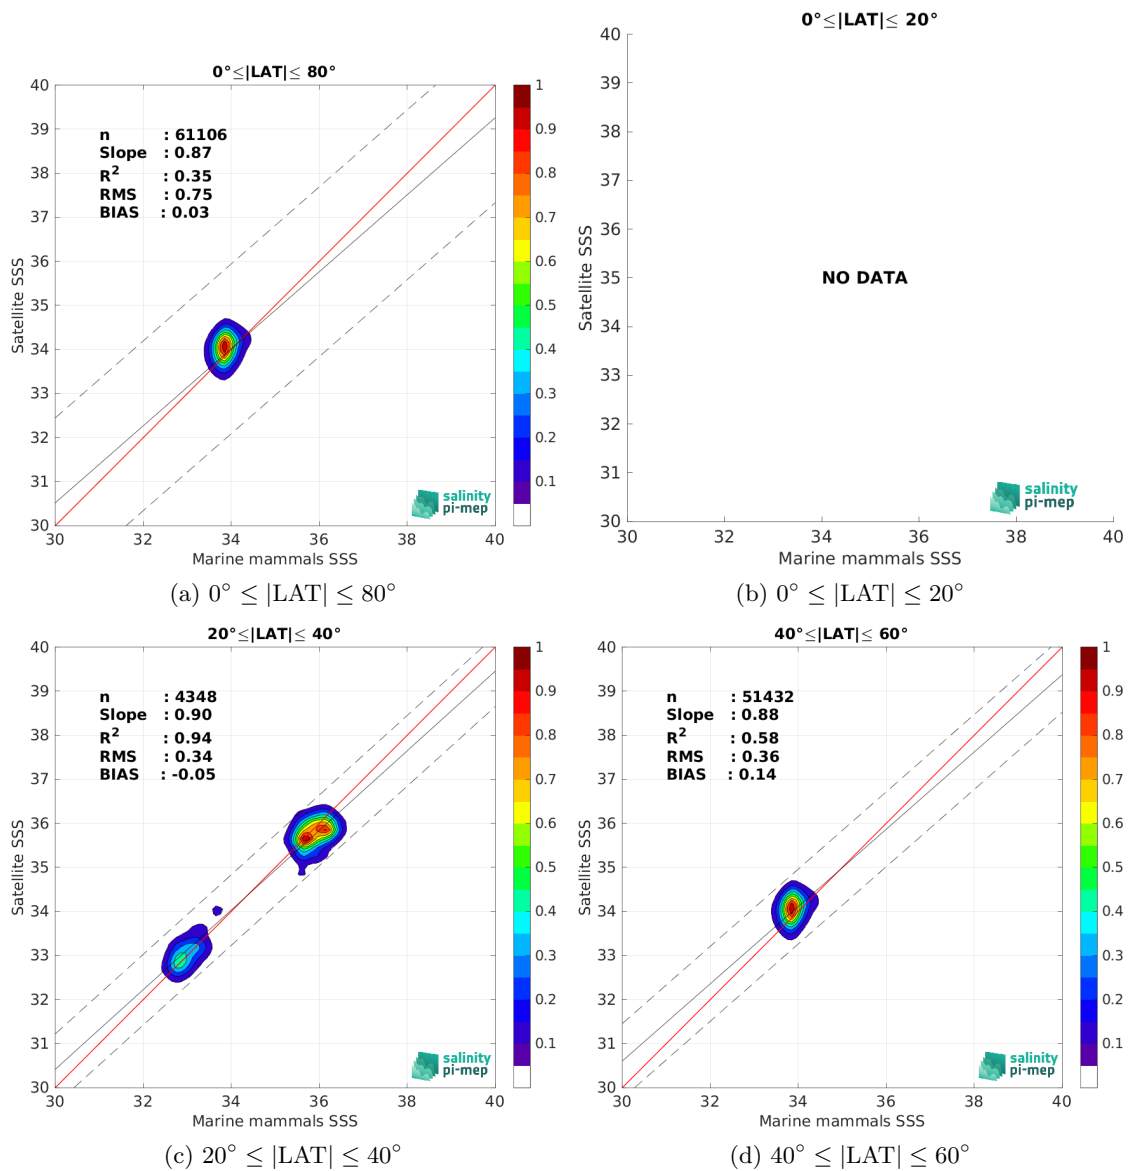 0°≤|LAT|≤ 80°
40
39
38
37
36
35
34
33
32
31
30
Satellite SSS
n : 61106
Slope : 0.87
R² : 0.35
RMS : 0.75
BIAS : 0.03
salinity
pi-mep
30 32 34 36 38 40
Marine mammals SSS
1
0.9
0.8
0.7
0.6
0.5
0.4
0.3
0.2
0.1
(a) 0° ≤ |LAT| ≤ 80°
0°≤|LAT|≤ 20°
40
39
38
37
36
35
34
33
32
31
30
Satellite SSS
NO DATA
salinity
pi-mep
30 32 34 36 38 40
Marine mammals SSS
(b) 0° ≤ |LAT| ≤ 20°
20°≤|LAT|≤ 40°
40
39
38
37
36
35
34
33
32
31
30
Satellite SSS
n : 4348
Slope : 0.90
R² : 0.94
RMS : 0.34
BIAS : -0.05
salinity
pi-mep
30 32 34 36 38 40
Marine mammals SSS
1
0.9
0.8
0.7
0.6
0.5
0.4
0.3
0.2
0.1
(c) 20° ≤ |LAT| ≤ 40°
40°≤|LAT|≤ 60°
40
39
38
37
36
35
34
33
32
31
30
Satellite SSS
n : 51432
Slope : 0.88
R² : 0.58
RMS : 0.36
BIAS : 0.14
salinity
pi-mep
30 32 34 36 38 40
Marine mammals SSS
1
0.9
0.8
0.7
0.6
0.5
0.4
0.3
0.2
0.1
(d) 40° ≤ |LAT| ≤ 60°